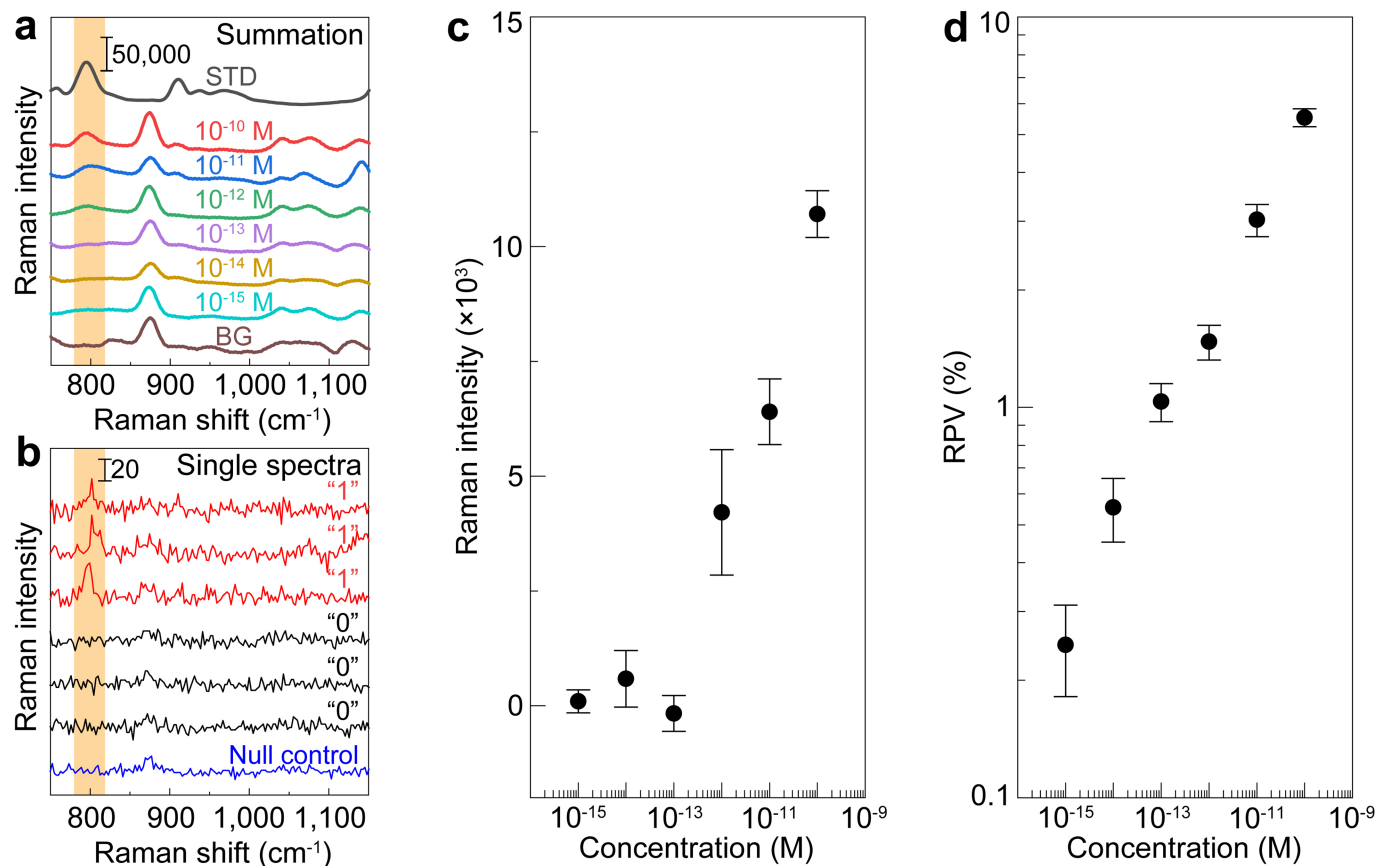 a
Summation
50,000
STD
10⁻¹⁰ M
10⁻¹¹ M
10⁻¹² M
10⁻¹³ M
10⁻¹⁴ M
10⁻¹⁵ M
BG
Raman intensity
800 900 1,000 1,100
Raman shift (cm⁻¹)
b
Single spectra
20
“1”
“1”
“1”
“0”
“0”
“0”
Null control
Raman intensity
800 900 1,000 1,100
Raman shift (cm⁻¹)
c
15
10
5
0
Raman intensity (×10³)
10⁻¹⁵ 10⁻¹³ 10⁻¹¹ 10⁻⁹
Concentration (M)
d
10
1
0.1
RPV (%)
10⁻¹⁵ 10⁻¹³ 10⁻¹¹ 10⁻⁹
Concentration (M)